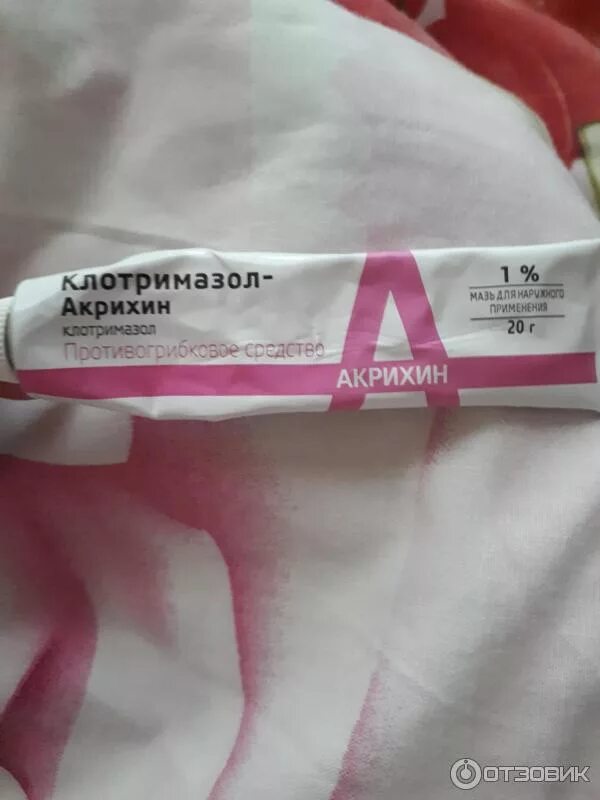 Клотримазол-
Акрихин
клотримазол
Противогрибковое средство
АКРИХИН
1 %
МАЗЬ ДЛЯ НАРУЖНОГО
ПРИМЕНЕНИЯ
20 г
ОТЗОВИК